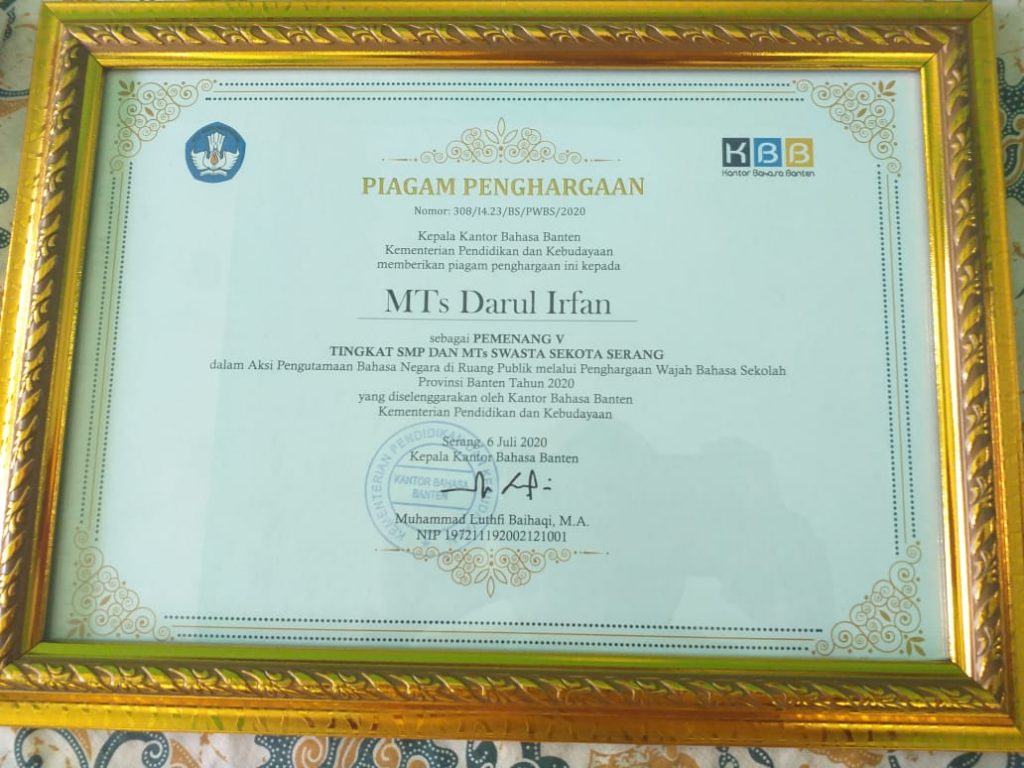 KBB
Kantor Bahasa Banten
PIAGAM PENGHARGAAN
Nomor: 308/I4.23/BS/PWBS/2020
Kepala Kantor Bahasa Banten
Kementerian Pendidikan dan Kebudayaan
memberikan piagam penghargaan ini kepada
MTs Darul Irfan
sebagai PEMENANG V
TINGKAT SMP DAN MTs SWASTA SEKOTA SERANG
dalam Aksi Pengutamaan Bahasa Negara di Ruang Publik melalui Penghargaan Wajah Bahasa Sekolah
Provinsi Banten Tahun 2020
yang diselenggarakan oleh Kantor Bahasa Banten
Kementerian Pendidikan dan Kebudayaan
Serang, 6 Juli 2020
Kepala Kantor Bahasa Banten
KEMENTERIAN PENDIDIKAN
KANTOR BAHASA
BANTEN
Muhammad Luthfi Baihaqi, M.A.
NIP 197211192002121001